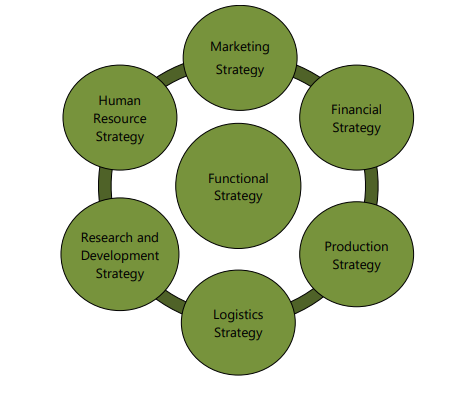 Marketing
Strategy
Financial
Strategy
Production
Strategy
Logistics
Strategy
Research and
Development
Strategy
Human
Resource
Strategy
Functional
Strategy